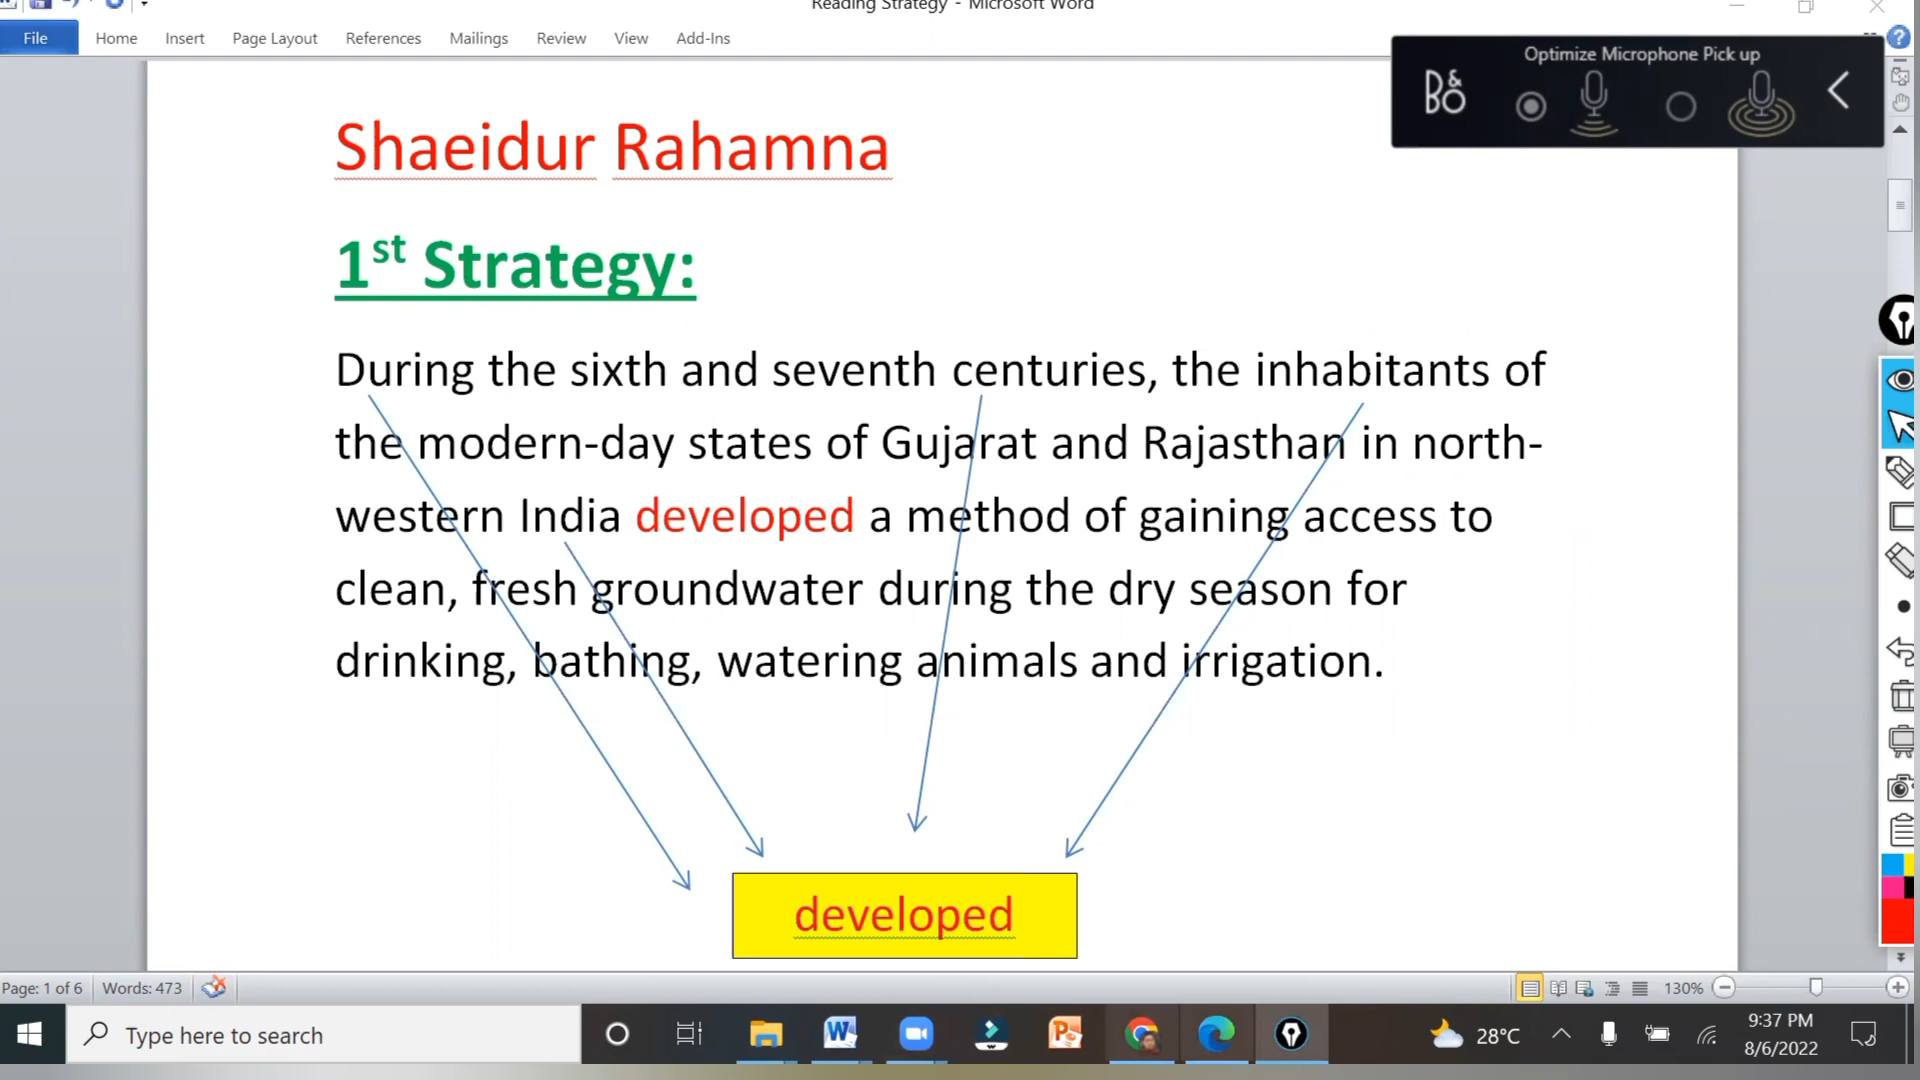 Reading Strategy - Microsoft Word
File Home Insert Page Layout References Mailings Review View Add-Ins
Optimize Microphone Pick up
B&O
Shaeidur Rahamna
1st Strategy:
During the sixth and seventh centuries, the inhabitants of
the modern-day states of Gujarat and Rajasthan in north-
western India developed a method of gaining access to
clean, fresh groundwater during the dry season for
drinking, bathing, watering animals and irrigation.
developed
Page: 1 of 6 Words: 473 130%
Type here to search 28°C 9:37 PM
8/6/2022